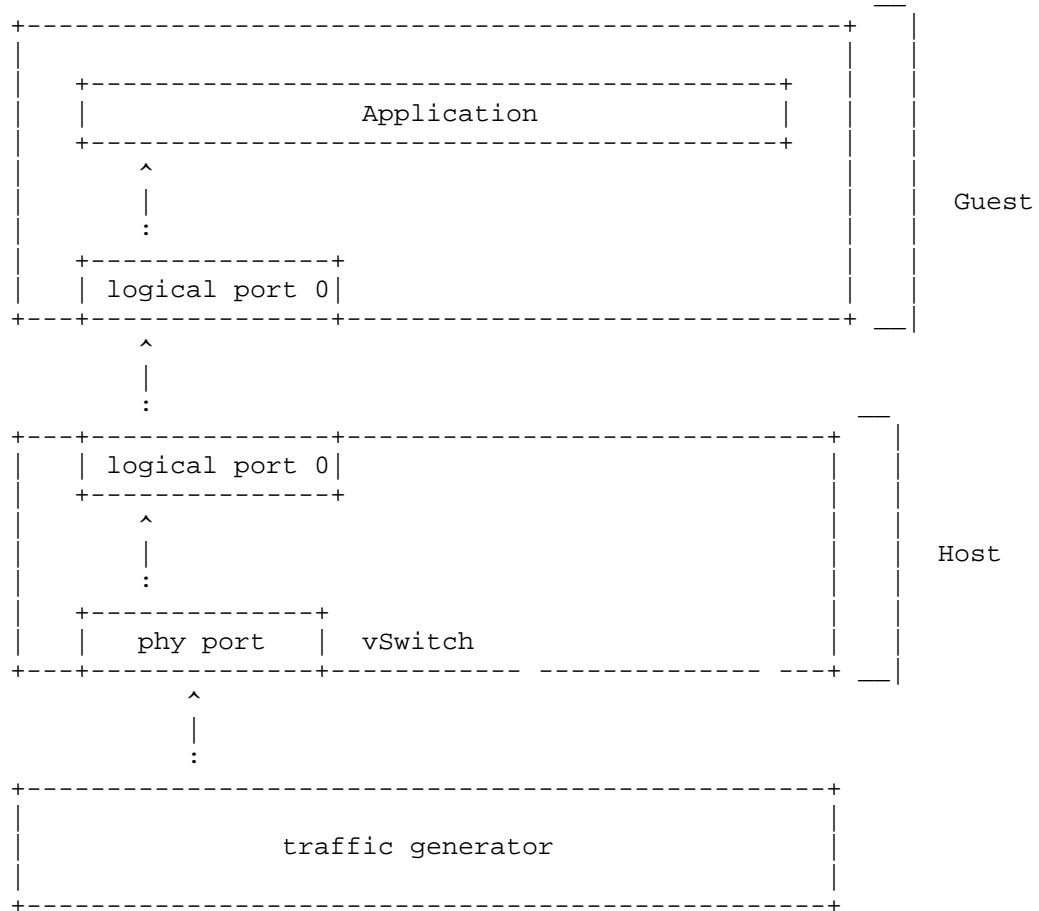 Application
Guest
logical port 0
logical port 0
Host
phy port vSwitch
traffic generator